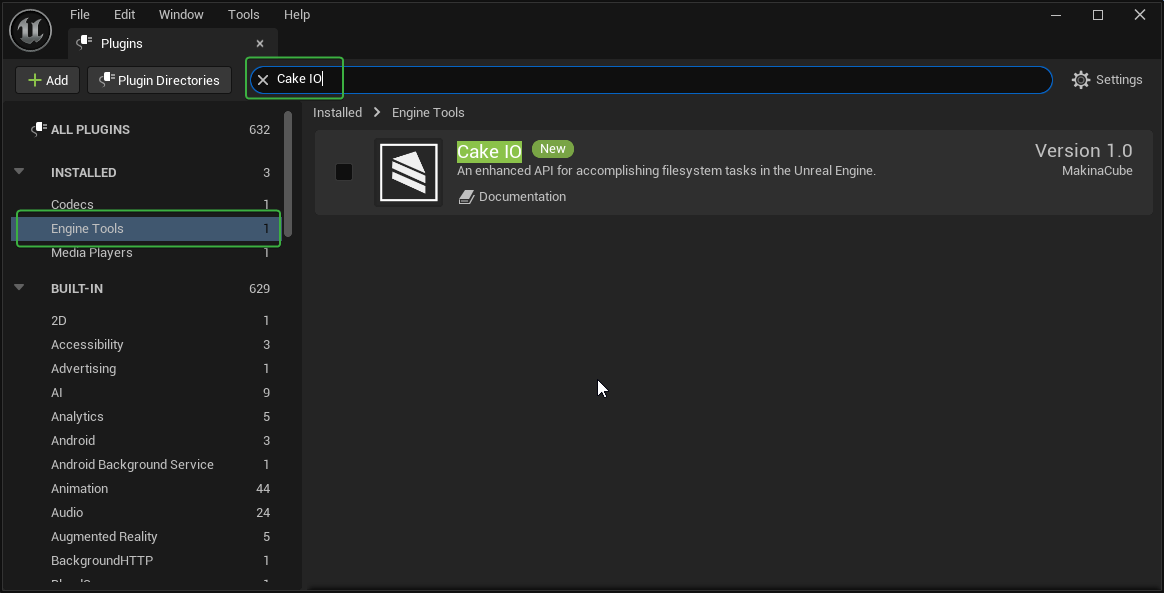 File Edit Window Tools Help
Plugins
Add Plugin Directories Cake IO Settings
Installed > Engine Tools
ALL PLUGINS 632
INSTALLED 3
Codecs 1
Engine Tools 1
Media Players 1
BUILT-IN 629
2D 1
Accessibility 3
Advertising 1
AI 9
Analytics 5
Android 3
Android Background Service 1
Animation 44
Audio 24
Augmented Reality 5
BackgroundHTTP 1
Cake IO New
An enhanced API for accomplishing filesystem tasks in the Unreal Engine.
Documentation
Version 1.0
MakinaCube